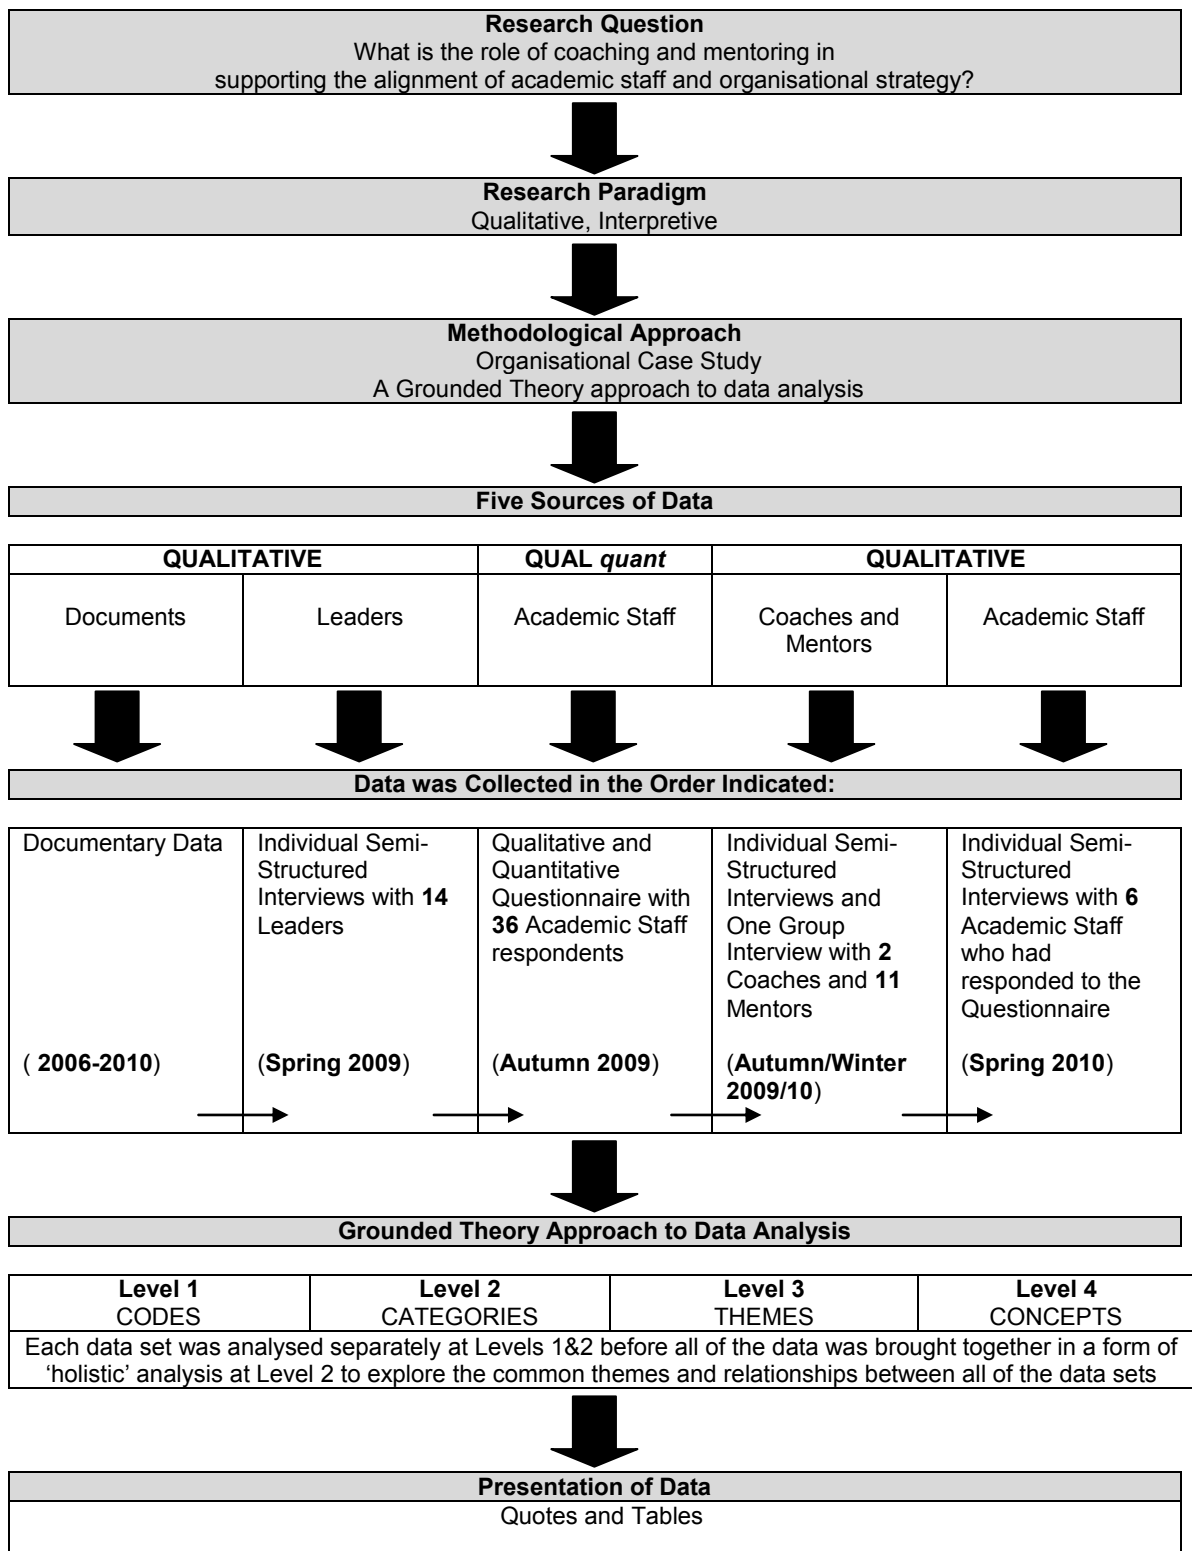 Research Question
What is the role of coaching and mentoring in
supporting the alignment of academic staff and organisational strategy?
Research Paradigm
Qualitative, Interpretive
Methodological Approach
Organisational Case Study
A Grounded Theory approach to data analysis
Five Sources of Data
QUALITATIVE
QUAL quant
QUALITATIVE
Documents
Leaders
Academic Staff
Coaches and
Mentors
Academic Staff
Data was Collected in the Order Indicated:
Documentary Data
( 2006-2010)
Individual Semi-
Structured
Interviews with 14
Leaders
(Spring 2009)
Qualitative and
Quantitative
Questionnaire with
36 Academic Staff
respondents
(Autumn 2009)
Individual Semi-
Structured
Interviews and
One Group
Interview with 2
Coaches and 11
Mentors
(Autumn/Winter
2009/10)
Individual Semi-
Structured
Interviews with 6
Academic Staff
who had
responded to the
Questionnaire
(Spring 2010)
Grounded Theory Approach to Data Analysis
Level 1
CODES
Level 2
CATEGORIES
Level 3
THEMES
Level 4
CONCEPTS
Each data set was analysed separately at Levels 1&2 before all of the data was brought together in a form of
‘holistic’ analysis at Level 2 to explore the common themes and relationships between all of the data sets
Presentation of Data
Quotes and Tables